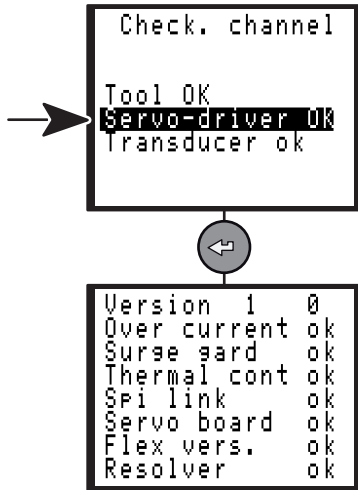 Check. channel
Tool OK
Servo-driver OK
Transducer ok
Version 1 0
Over current ok
Surge gard ok
Thermal cont ok
Spi link ok
Servo board ok
Flex vers. ok
Resolver ok